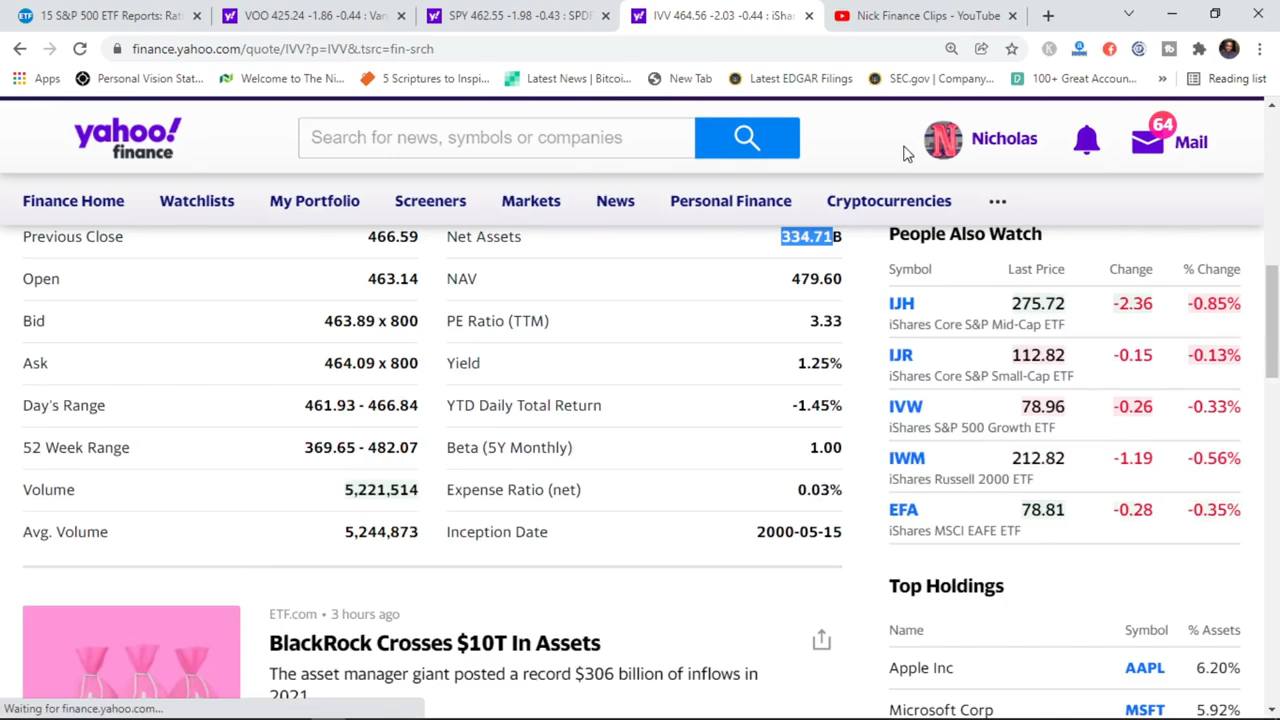 15 S&P 500 ETF Reports: Rat
VOO 425.24 -1.86 -0.44 : Van
SPY 462.55 -1.98 -0.43 : SPDF
IVV 464.56 -2.03 -0.44 : iSha
Nick Finance Clips - YouTube
finance.yahoo.com/quote/IVV?p=IVV&.tsrc=fin-srch
Apps
Personal Vision Stat...
Welcome to The Ni...
5 Scriptures to Inspi...
Latest News | Bitcoi...
New Tab
Latest EDGAR Filings
SEC.gov | Company...
100+ Great Accoun...
»
Reading list
yahoo!
finance
Search for news, symbols or companies
N
Nicholas
64
Mail
Finance Home
Watchlists
My Portfolio
Screeners
Markets
News
Personal Finance
Cryptocurrencies
...
Previous Close 466.59
Open 463.14
Bid 463.89 x 800
Ask 464.09 x 800
Day's Range 461.93 - 466.84
52 Week Range 369.65 - 482.07
Volume 5,221,514
Avg. Volume 5,244,873
Net Assets 334.71B
NAV 479.60
PE Ratio (TTM) 3.33
Yield 1.25%
YTD Daily Total Return -1.45%
Beta (5Y Monthly) 1.00
Expense Ratio (net) 0.03%
Inception Date 2000-05-15
ETF.com • 3 hours ago
BlackRock Crosses $10T In Assets
The asset manager giant posted a record $306 billion of inflows in
2021
People Also Watch
Symbol Last Price Change % Change
IJH 275.72 -2.36 -0.85%
iShares Core S&P Mid-Cap ETF
IJR 112.82 -0.15 -0.13%
iShares Core S&P Small-Cap ETF
IVW 78.96 -0.26 -0.33%
iShares S&P 500 Growth ETF
IWM 212.82 -1.19 -0.56%
iShares Russell 2000 ETF
EFA 78.81 -0.28 -0.35%
iShares MSCI EAFE ETF
Top Holdings
Name Symbol % Assets
Apple Inc AAPL 6.20%
Microsoft Corp MSFT 5.92%
Waiting for finance.yahoo.com...